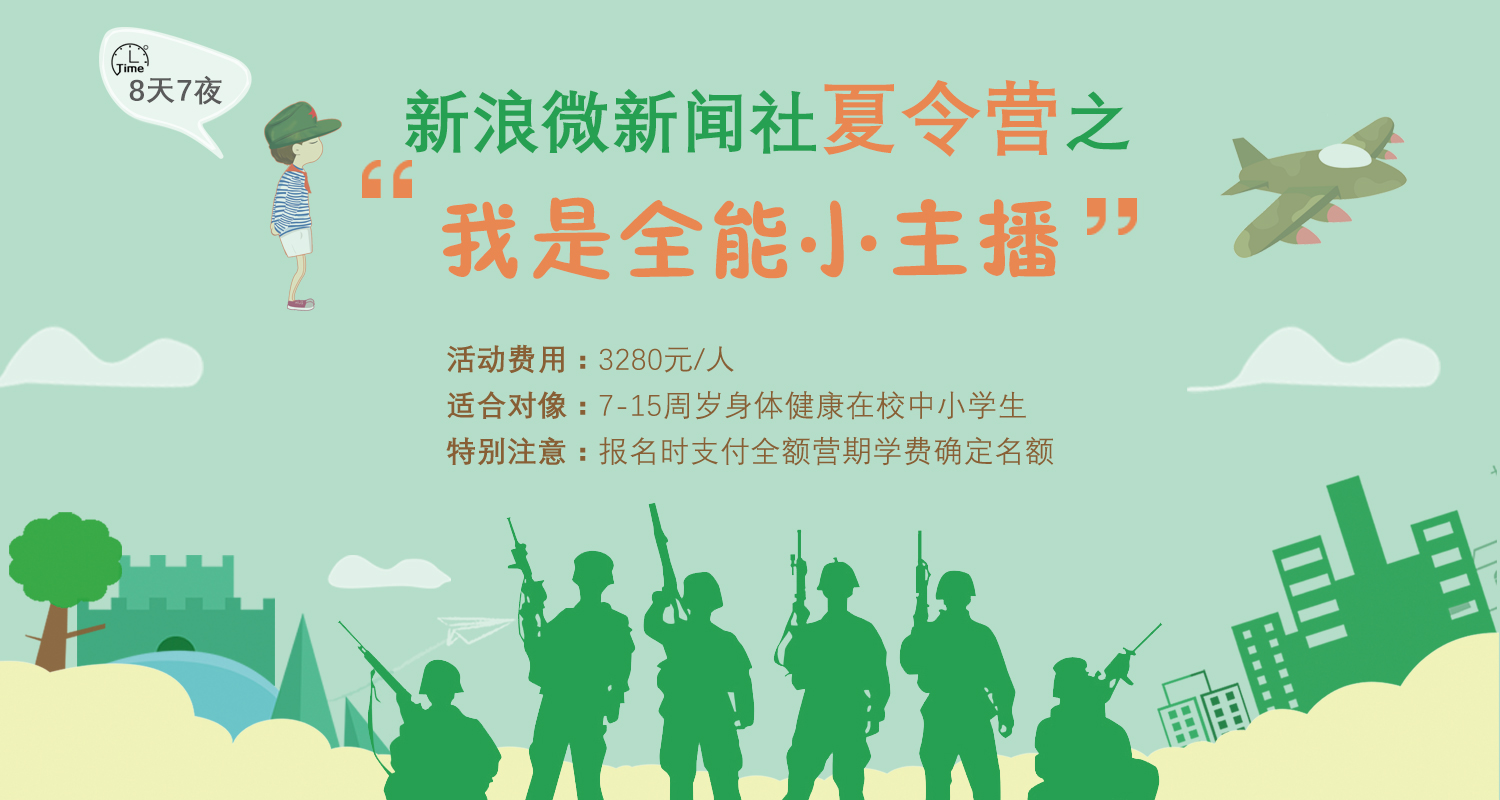 Time
8天7夜
新浪微新闻社夏令营之
“我是全能·小·主播”
活动费用：3280元/人
适合对像：7-15周岁身体健康在校中小学生
特别注意：报名时支付全额营期学费确定名额